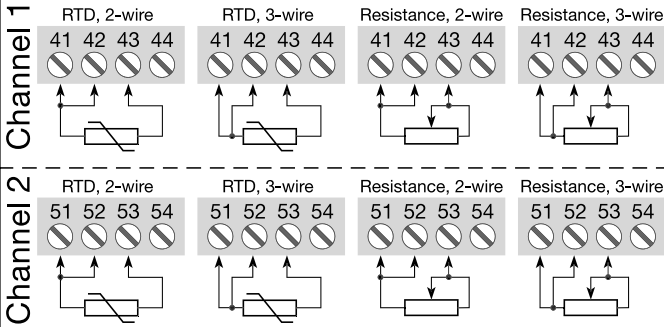 Channel 1
RTD, 2-wire
41 42 43 44
RTD, 3-wire
41 42 43 44
Resistance, 2-wire
41 42 43 44
Resistance, 3-wire
41 42 43 44
Channel 2
RTD, 2-wire
51 52 53 54
RTD, 3-wire
51 52 53 54
Resistance, 2-wire
51 52 53 54
Resistance, 3-wire
51 52 53 54